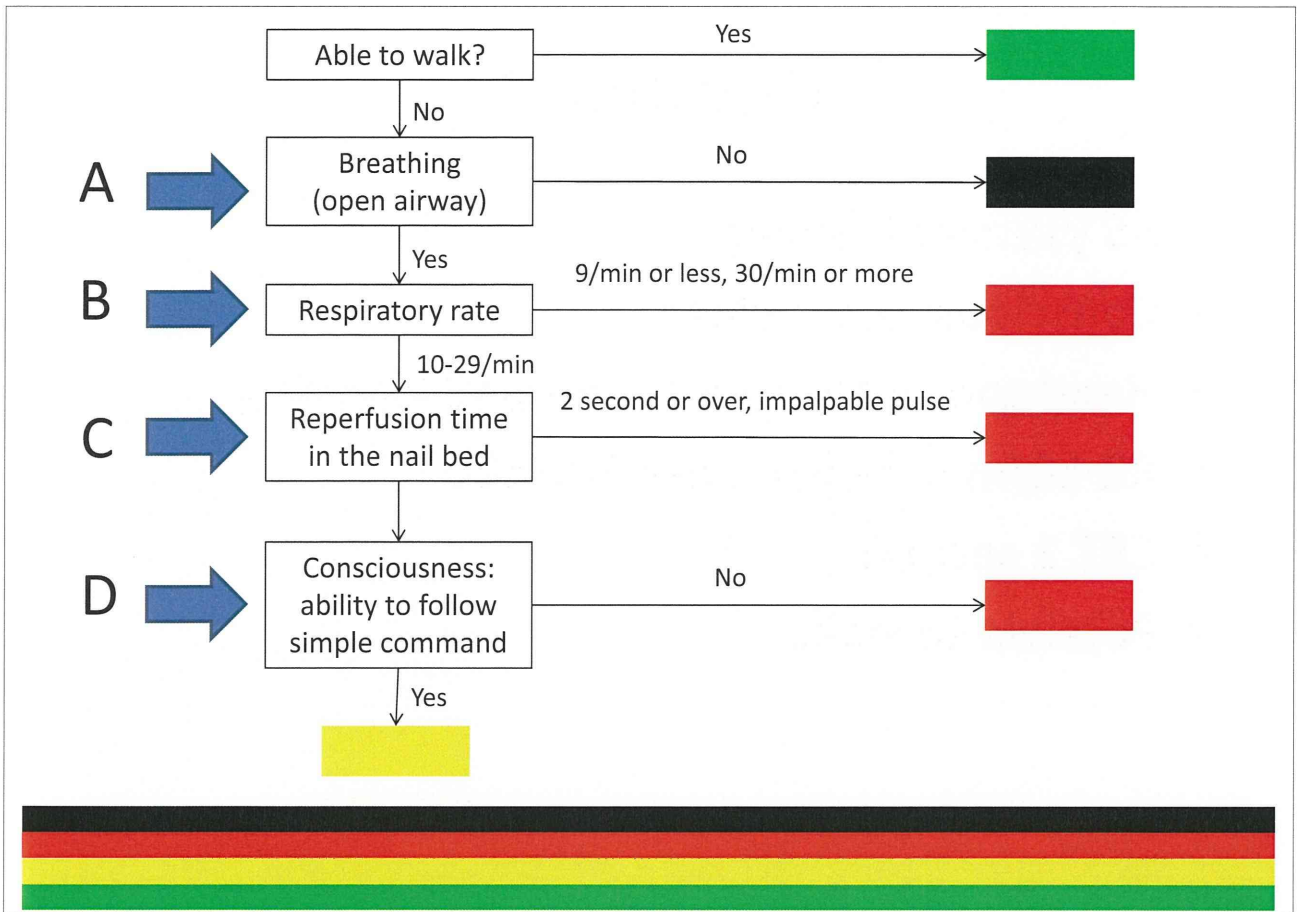 Able to walk?
Yes
No
A
Breathing
(open airway)
No
Yes
B
Respiratory rate
9/min or less, 30/min or more
10-29/min
C
Reperfusion time
in the nail bed
2 second or over, impalpable pulse
D
Consciousness:
ability to follow
simple command
No
Yes